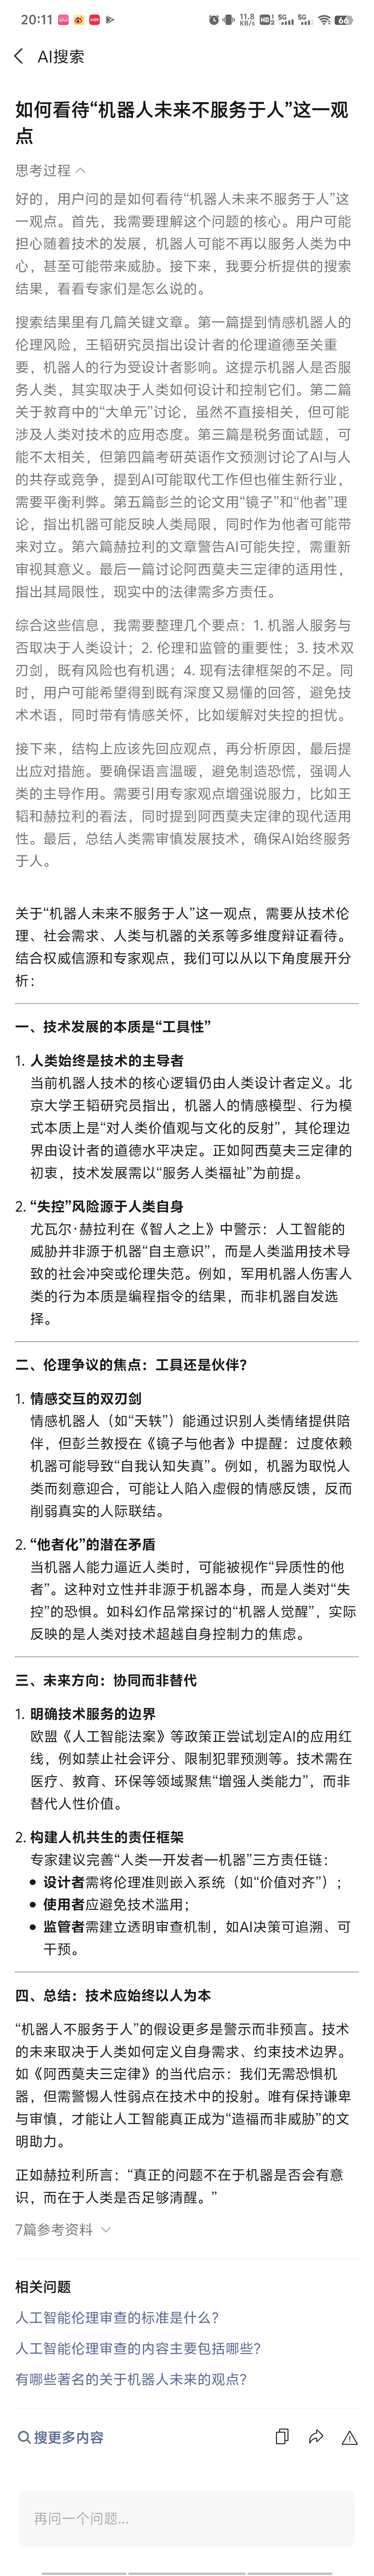 20:11
11.8
KB/s
HD
2
5G
5G
66
AI搜索
如何看待“机器人未来不服务于人”这一观
点
思考过程
好的，用户问的是如何看待“机器人未来不服务于人”这
一观点。首先，我需要理解这个问题的核心。用户可能
担心随着技术的发展，机器人可能不再以服务人类为中
心，甚至可能带来威胁。接下来，我要分析提供的搜索
结果，看看专家们是怎么说的。
搜索结果里有几篇关键文章。第一篇提到情感机器人的
伦理风险，王韬研究员指出设计者的伦理道德至关重
要，机器人的行为受设计者影响。这提示机器人是否服
务人类，其实取决于人类如何设计和控制它们。第二篇
关于教育中的“大单元”讨论，虽然不直接相关，但可能
涉及人类对技术的应用态度。第三篇是税务面试题，可
能不太相关，但第四篇考研英语作文预测讨论了AI与人
的共存或竞争，提到AI可能取代工作但也催生新行业，
需要平衡利弊。第五篇彭兰的论文用“镜子”和“他者”理
论，指出机器可能反映人类局限，同时作为他者可能带
来对立。第六篇赫拉利的文章警告AI可能失控，需重新
审视其意义。最后一篇讨论阿西莫夫三定律的适用性，
指出其局限性，现实中的法律需多方责任。
综合这些信息，我需要整理几个要点：1. 机器人服务与
否取决于人类设计；2. 伦理和监管的重要性；3. 技术双
刃剑，既有风险也有机遇；4. 现有法律框架的不足。同
时，用户可能希望得到既有深度又易懂的回答，避免技
术术语，同时带有情感关怀，比如缓解对失控的担忧。
接下来，结构上应该先回应观点，再分析原因，最后提
出应对措施。要确保语言温暖，避免制造恐慌，强调人
类的主导作用。需要引用专家观点增强说服力，比如王
韬和赫拉利的看法，同时提到阿西莫夫定律的现代适用
性。最后，总结人类需审慎发展技术，确保AI始终服务
于人。
关于“机器人未来不服务于人”这一观点，需要从技术伦
理、社会需求、人类与机器的关系等多维度辩证看待。
结合权威信源和专家观点，我们可以从以下角度展开分
析：
一、技术发展的本质是“工具性”
1. 人类始终是技术的主导者
当前机器人技术的核心逻辑仍由人类设计者定义。北
京大学王韬研究员指出，机器人的情感模型、行为模
式本质上是“对人类价值观与文化的反射”，其伦理边
界由设计者的道德水平决定。正如阿西莫夫三定律的
初衷，技术发展需以“服务人类福祉”为前提。
2. “失控”风险源于人类自身
尤瓦尔·赫拉利在《智人之上》中警示：人工智能的
威胁并非源于机器“自主意识”，而是人类滥用技术导
致的社会冲突或伦理失范。例如，军用机器人伤害人
类的行为本质是编程指令的结果，而非机器自发选
择。
二、伦理争议的焦点：工具还是伙伴？
1. 情感交互的双刃剑
情感机器人（如“天轶”）能通过识别人类情绪提供陪
伴，但彭兰教授在《镜子与他者》中提醒：过度依赖
机器可能导致“自我认知失真”。例如，机器为取悦人
类而刻意迎合，可能让人陷入虚假的情感反馈，反而
削弱真实的人际联结。
2. “他者化”的潜在矛盾
当机器人能力逼近人类时，可能被视作“异质性的他
者”。这种对立性并非源于机器本身，而是人类对“失
控”的恐惧。如科幻作品常探讨的“机器人觉醒”，实际
反映的是人类对技术超越自身控制力的焦虑。
三、未来方向：协同而非替代
1. 明确技术服务的边界
欧盟《人工智能法案》等政策正尝试划定AI的应用红
线，例如禁止社会评分、限制犯罪预测等。技术需在
医疗、教育、环保等领域聚焦“增强人类能力”，而非
替代人性价值。
2. 构建人机共生的责任框架
专家建议完善“人类—开发者—机器”三方责任链：
● 设计者需将伦理准则嵌入系统（如“价值对齐”）；
● 使用者应避免技术滥用；
● 监管者需建立透明审查机制，如AI决策可追溯、可
干预。
四、总结：技术应始终以人为本
“机器人不服务于人”的假设更多是警示而非预言。技术
的未来取决于人类如何定义自身需求、约束技术边界。
如《阿西莫夫三定律》的当代启示：我们无需恐惧机
器，但需警惕人性弱点在技术中的投射。唯有保持谦卑
与审慎，才能让人工智能真正成为“造福而非威胁”的文
明助力。
正如赫拉利所言：“真正的问题不在于机器是否会有意
识，而在于人类是否足够清醒。”
7篇参考资料
相关问题
人工智能伦理审查的标准是什么？
人工智能伦理审查的内容主要包括哪些？
有哪些著名的关于机器人未来的观点？
搜更多内容
再问一个问题...